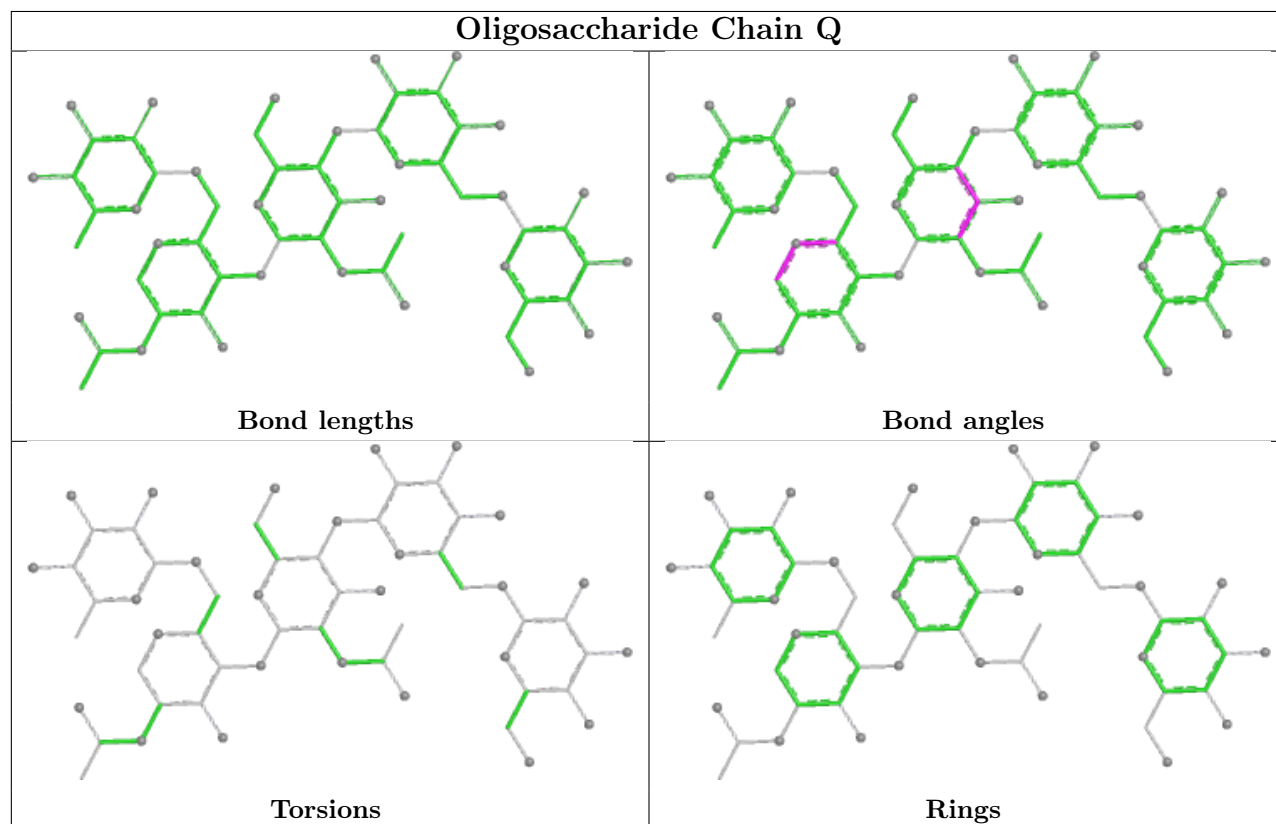 Oligosaccharide Chain Q
Bond lengths
Bond angles
Torsions
Rings